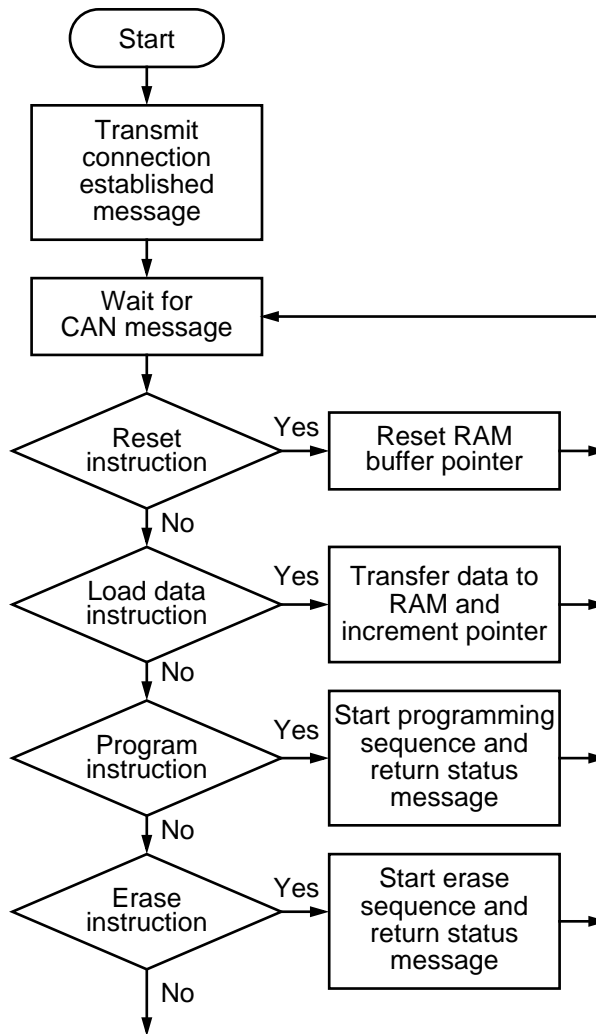 Start
Transmit
connection
established
message
Wait for
CAN message
Reset
instruction
Yes
Reset RAM
buffer pointer
No
Load data
instruction
Yes
Transfer data to
RAM and
increment pointer
No
Program
instruction
Yes
Start programming
sequence and
return status
message
No
Erase
instruction
Yes
Start erase
sequence and
return status
message
No